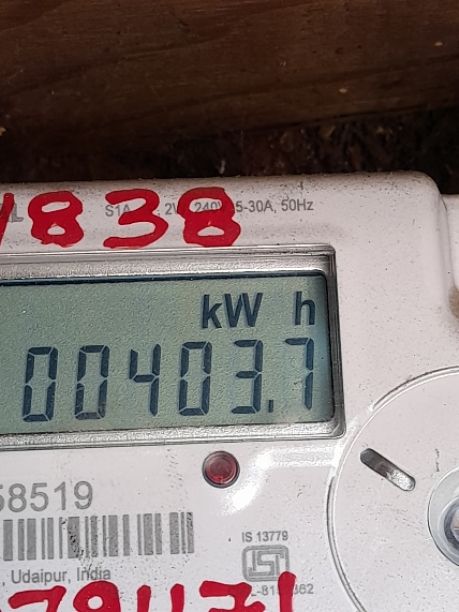 838
S1A 240V 5-30A, 50Hz
kW h
00403.7
58519
IS 13779
, Udaipur, India